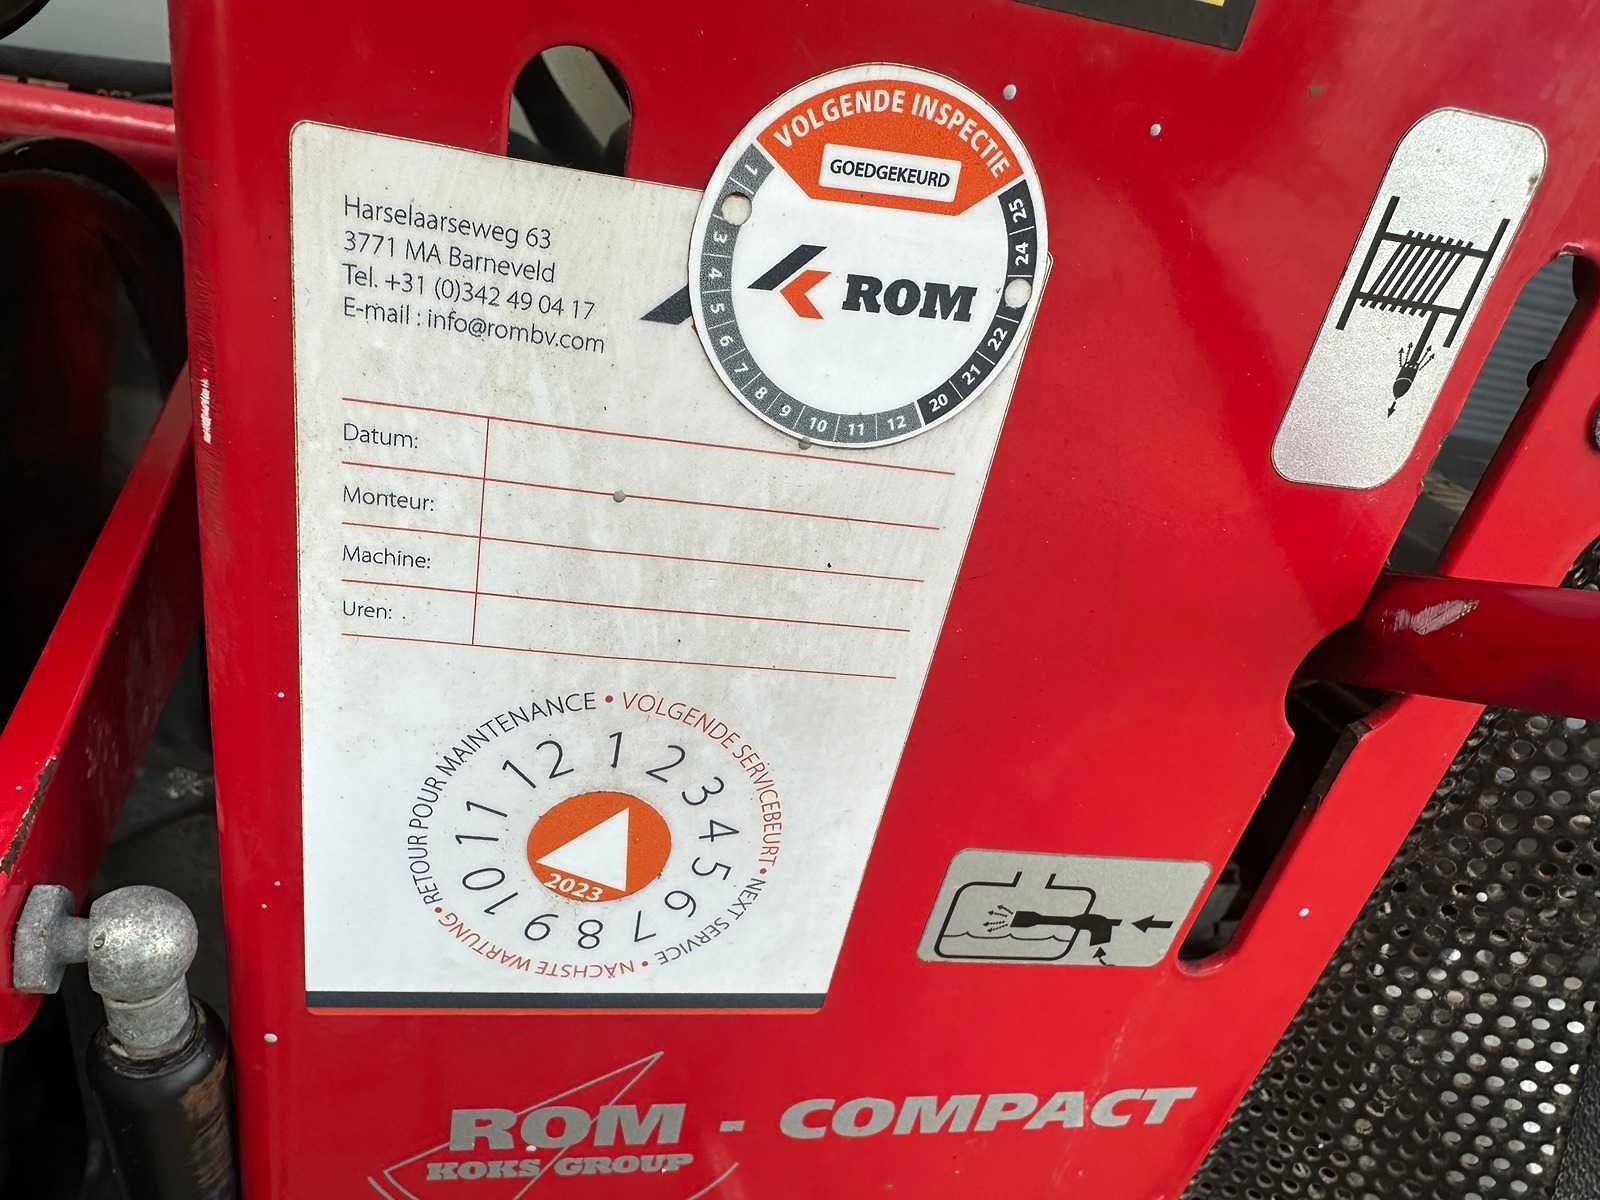 VOLGENDE INSPECTIE
GOEDGEKEURD
1 3 4 5 6 7 8 9 10 11 12 20 21 22 24 25
ROM
Harselaarseweg 63
3771 MA Barneveld
Tel. +31 (0)342 49 04 17
E-mail : info@rombv.com
Datum:
Monteur:
Machine:
Uren:
• VOLGENDE SERVICEBEURT • NEXT SERVICE • NÄCHSTE WARTUNG • RETOUR POUR MAINTENANCE
1 2 3 4 5 6 7 8 9 10 11 12
2023
ROM - COMPACT
KOKS GROUP